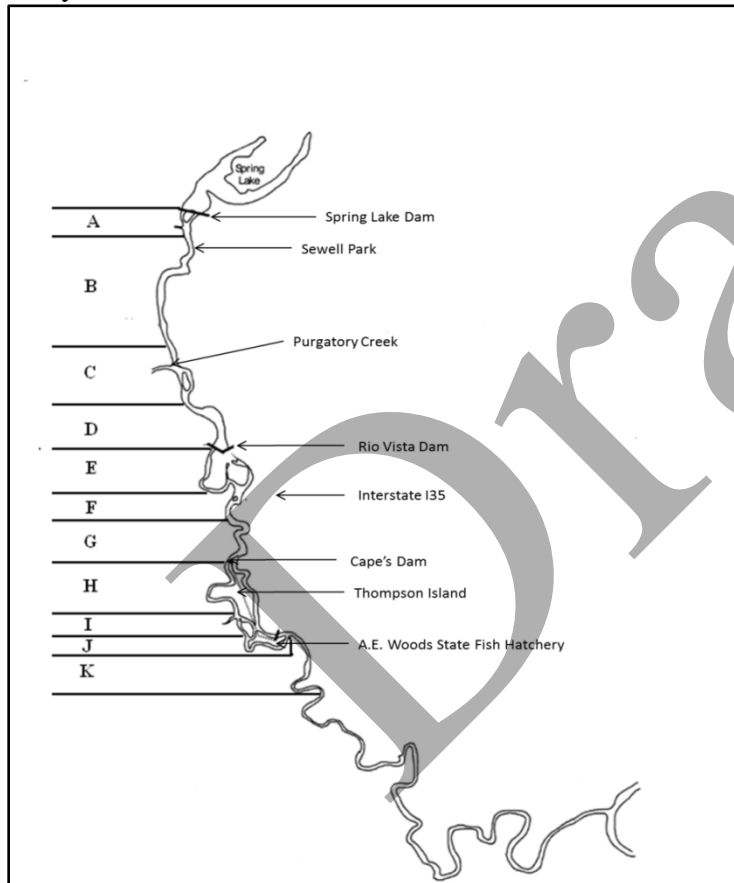 Spring
Lake
A
Spring Lake Dam
Sewell Park
B
Purgatory Creek
C
D
Rio Vista Dam
E
Interstate I35
F
G
Cape's Dam
H
Thompson Island
I
A.E. Woods State Fish Hatchery
J
K
Dra